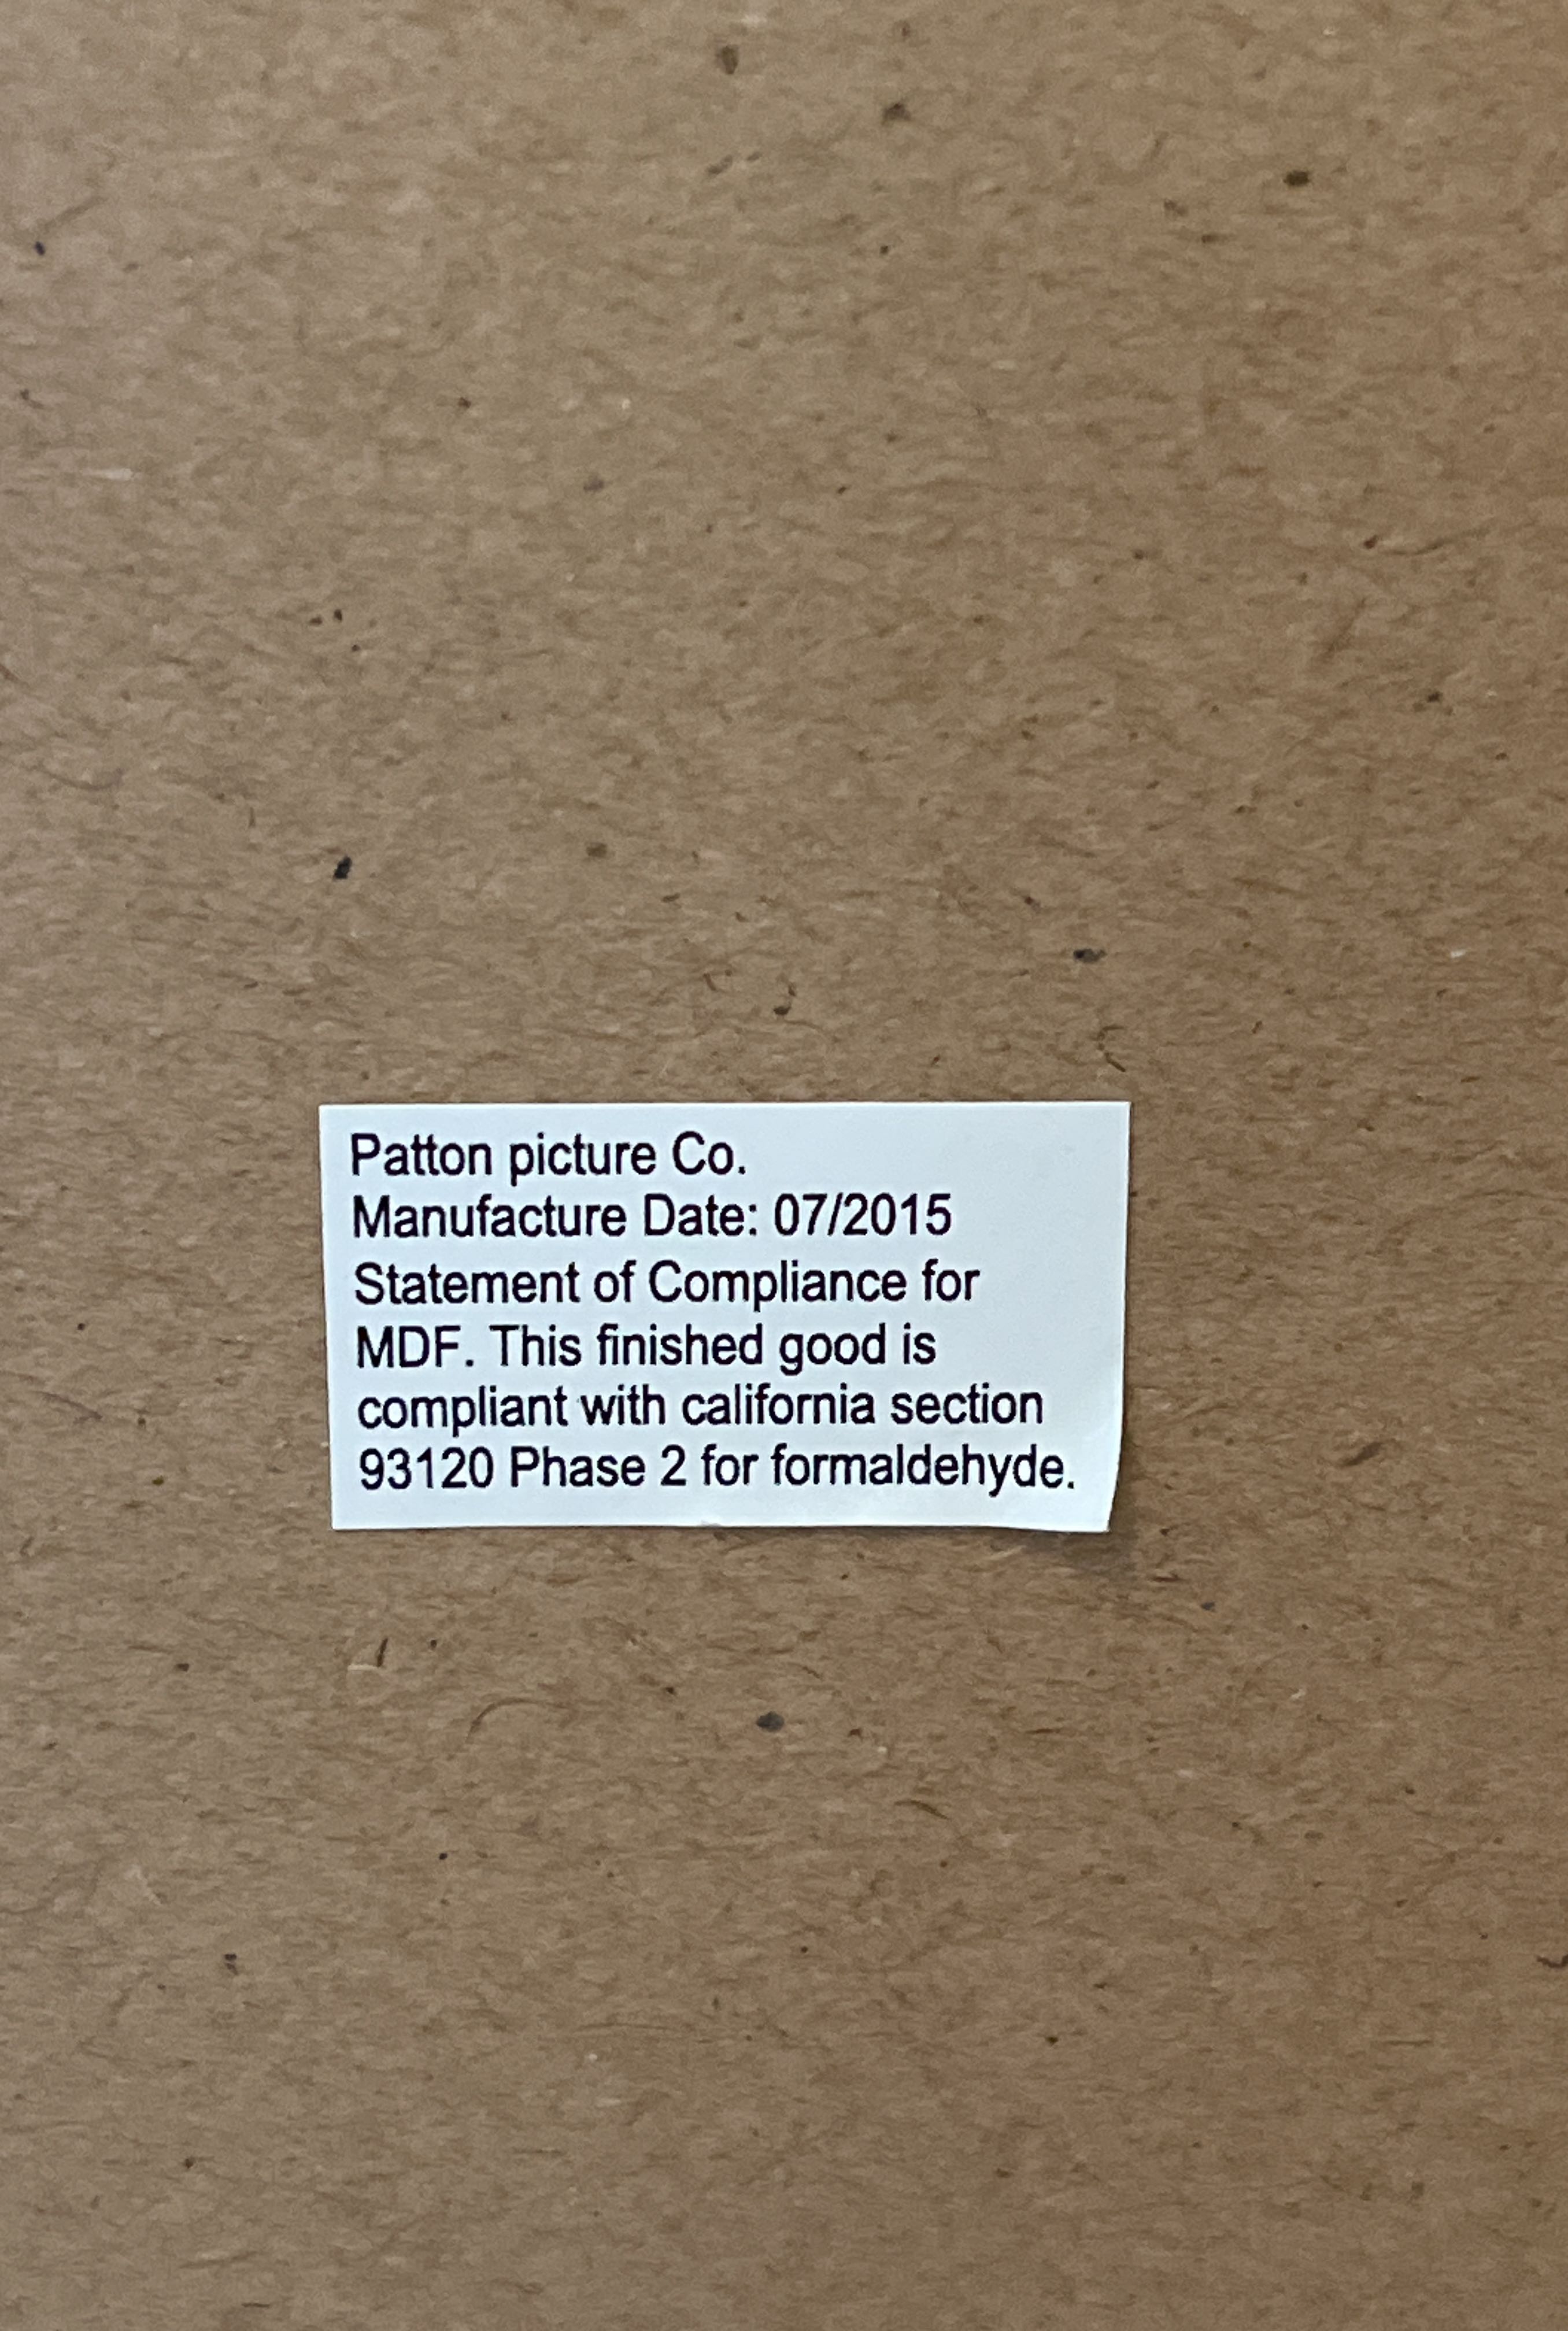 Patton picture Co.
Manufacture Date: 07/2015
Statement of Compliance for
MDF. This finished good is
compliant with california section
93120 Phase 2 for formaldehyde.